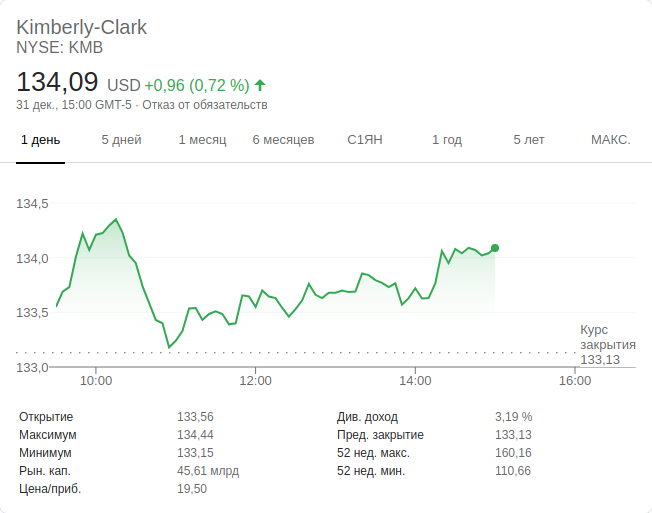 Kimberly-Clark
NYSE: KMB
134,09 USD +0,96 (0,72 %)
31 дек., 15:00 GMT-5 · Отказ от обязательств
1 день 5 дней 1 месяц 6 месяцев С1ЯН 1 год 5 лет МАКС.
134,5
134,0
133,5
133,0
Курс
закрытия
133,13
10:00 12:00 14:00 16:00
Открытие 133,56 Див. доход 3,19 %
Максимум 134,44 Пред. закрытие 133,13
Минимум 133,15 52 нед. макс. 160,16
Рын. кап. 45,61 млрд 52 нед. мин. 110,66
Цена/приб. 19,50